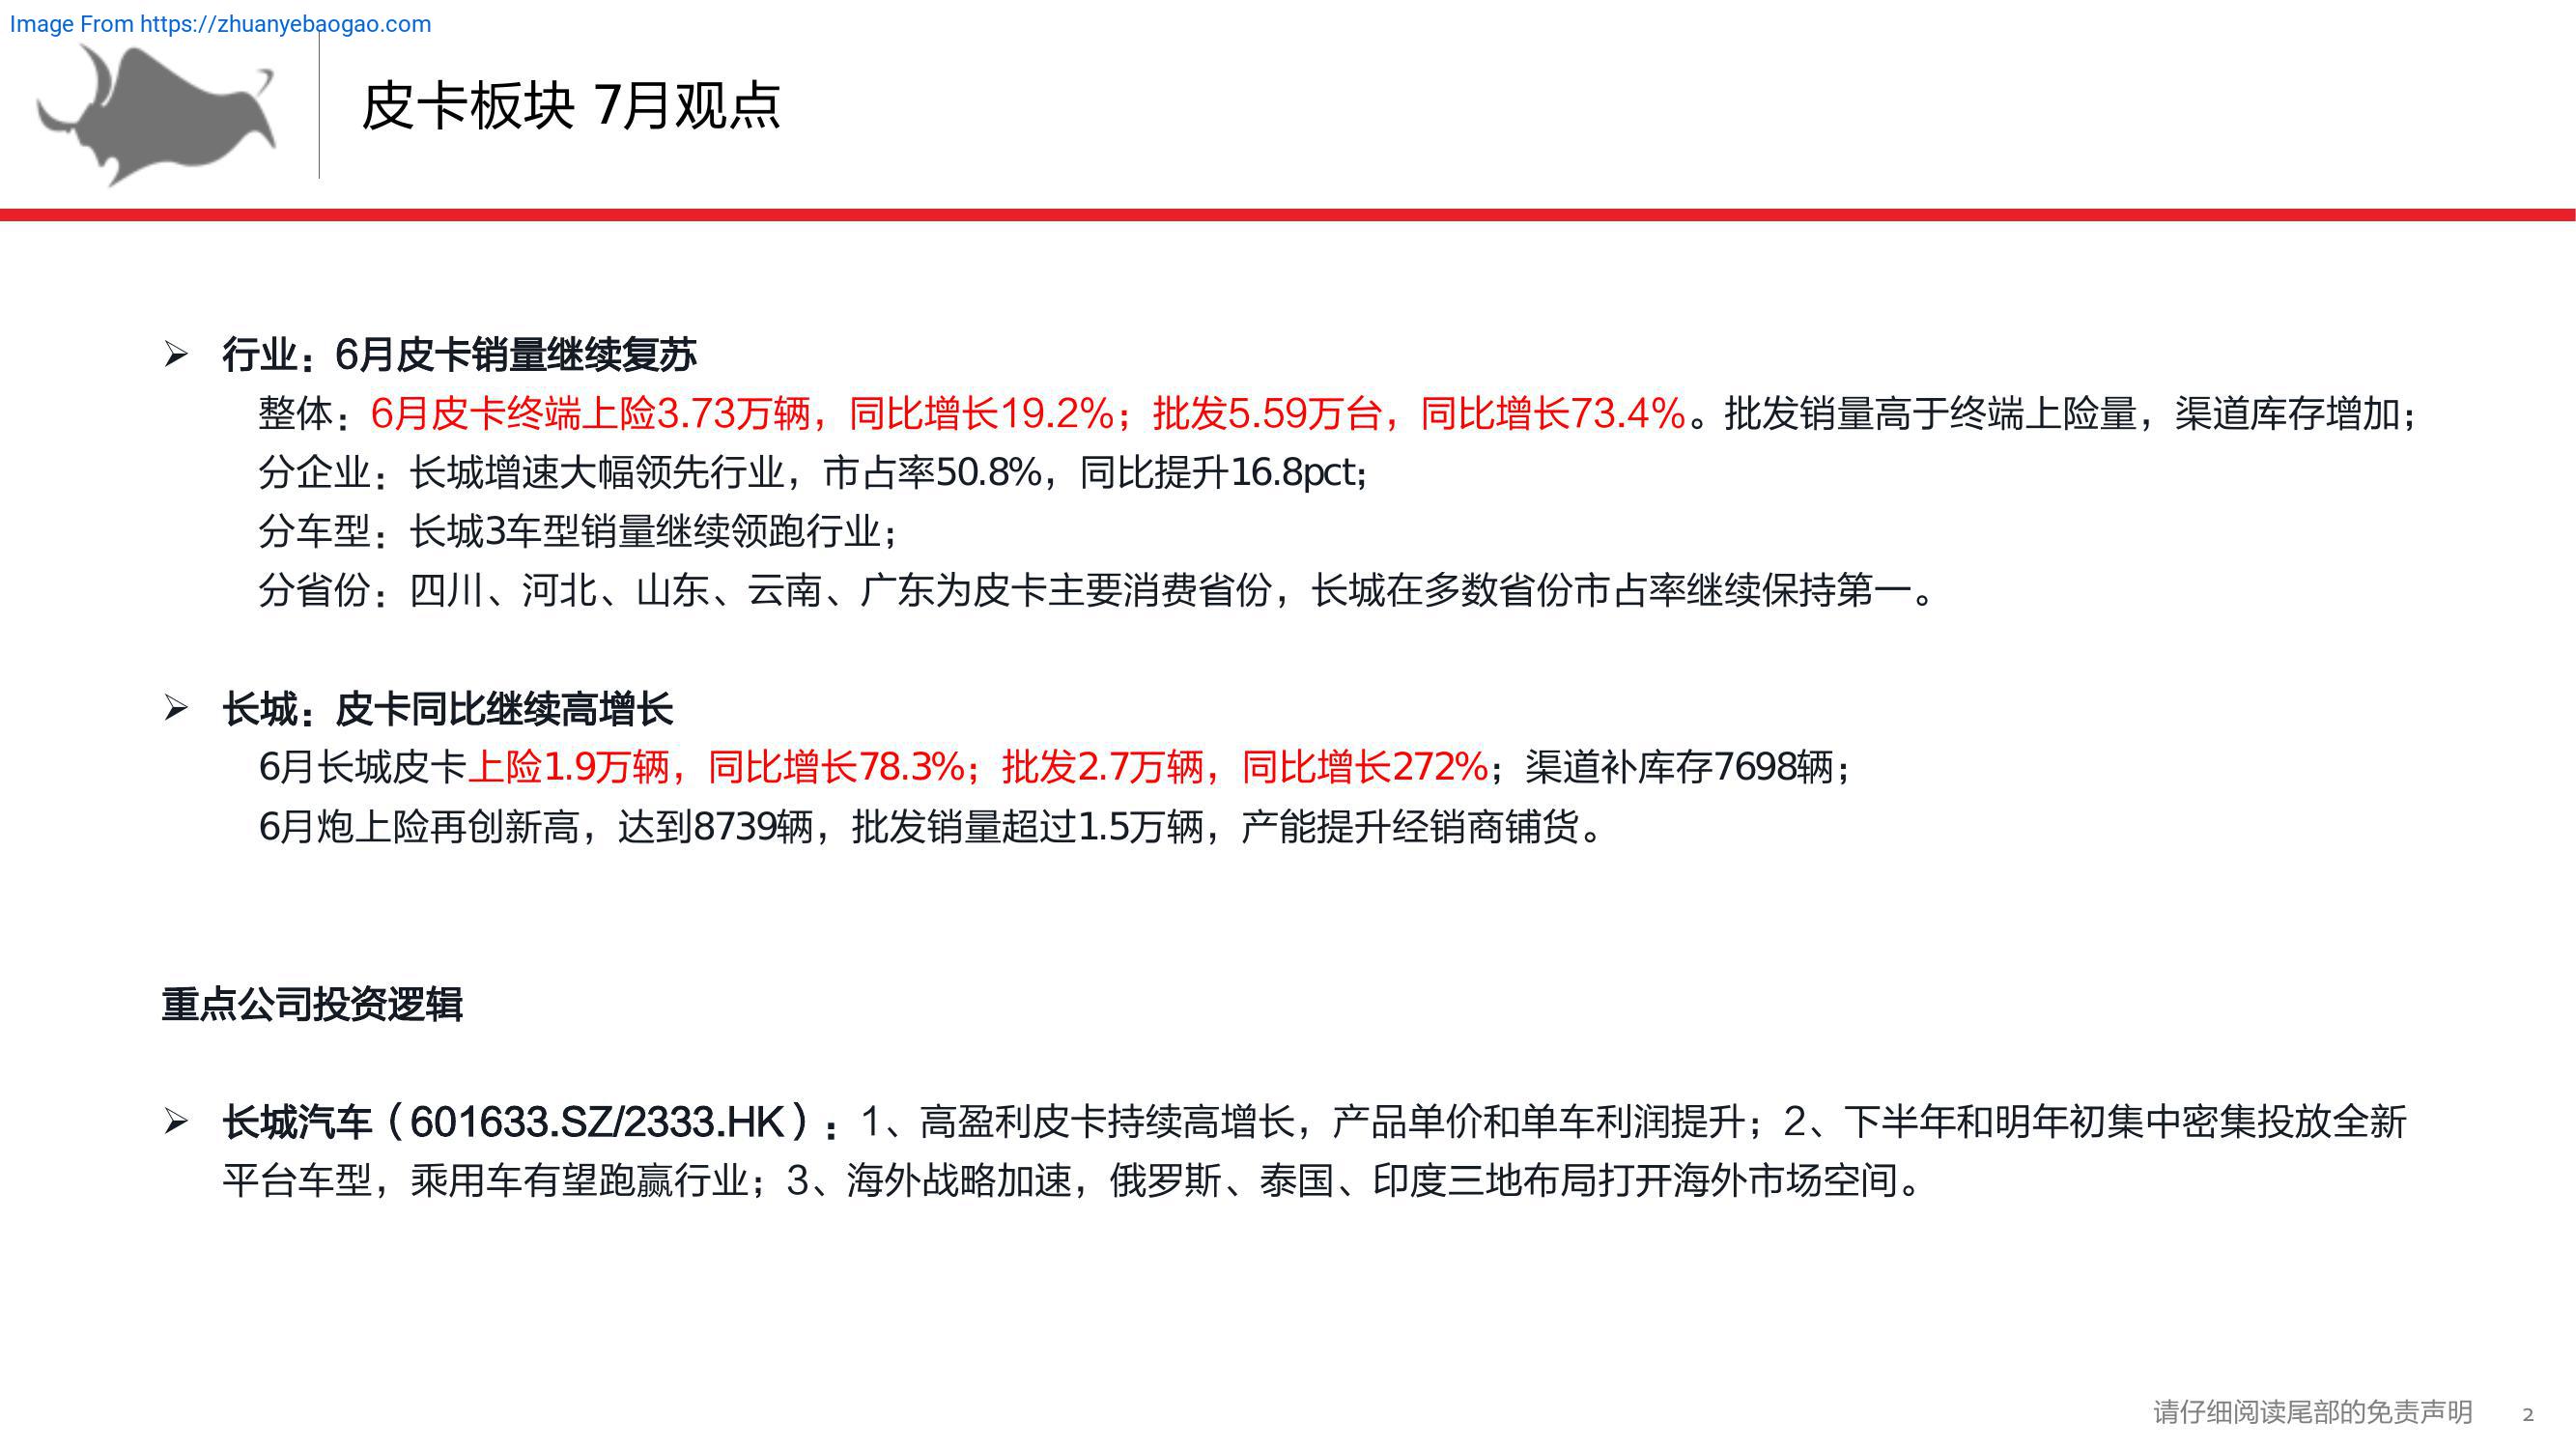 Image From https://zhuanyebaogao.com
皮卡板块 7月观点
➢ 行业：6月皮卡销量继续复苏
整体：6月皮卡终端上险3.73万辆，同比增长19.2%；批发5.59万台，同比增长73.4%。批发销量高于终端上险量，渠道库存增加；
分企业：长城增速大幅领先行业，市占率50.8%，同比提升16.8pct；
分车型：长城3车型销量继续领跑行业；
分省份：四川、河北、山东、云南、广东为皮卡主要消费省份，长城在多数省份市占率继续保持第一。
➢ 长城：皮卡同比继续高增长
6月长城皮卡上险1.9万辆，同比增长78.3%；批发2.7万辆，同比增长272%；渠道补库存7698辆；
6月炮上险再创新高，达到8739辆，批发销量超过1.5万辆，产能提升经销商铺货。
重点公司投资逻辑
➢ 长城汽车（601633.SZ/2333.HK）：1、高盈利皮卡持续高增长，产品单价和单车利润提升；2、下半年和明年初集中密集投放全新
平台车型，乘用车有望跑赢行业；3、海外战略加速，俄罗斯、泰国、印度三地布局打开海外市场空间。
请仔细阅读尾部的免责声明 2